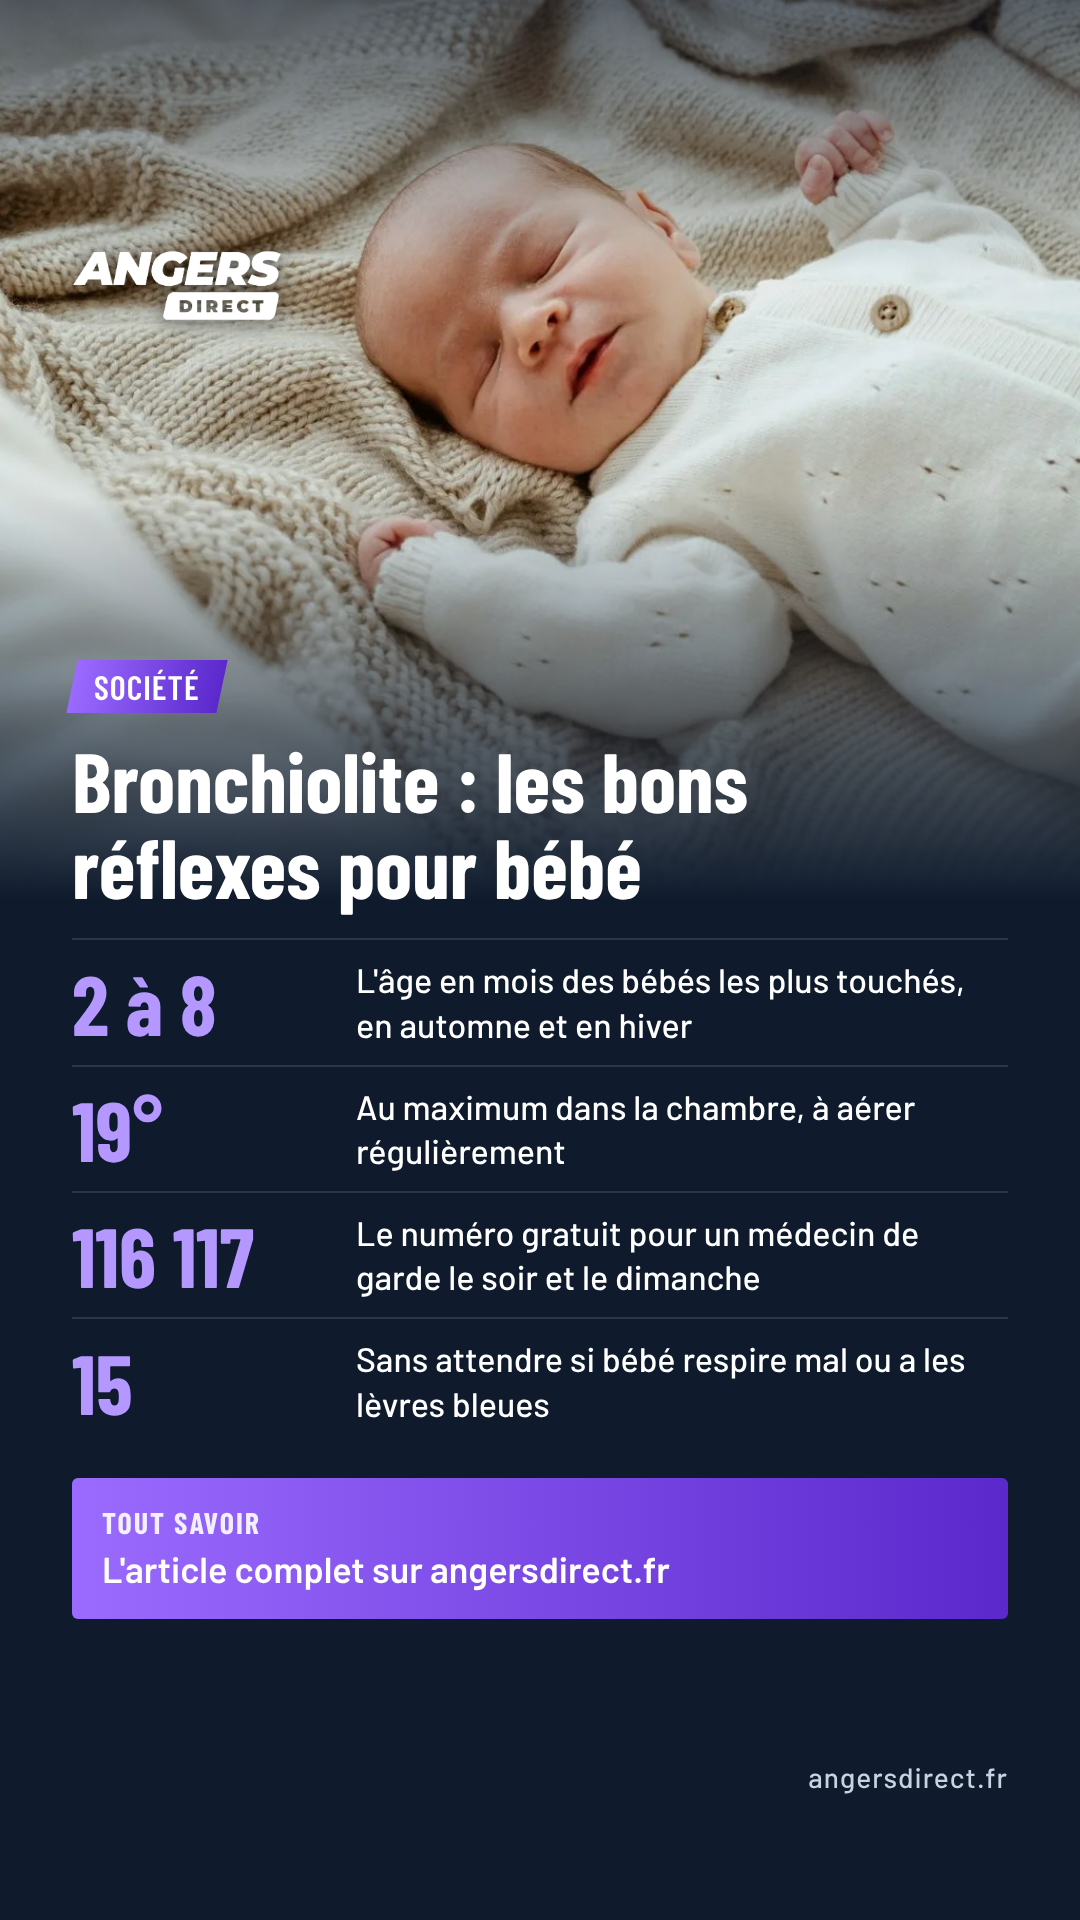 ANGERS
DIRECT
SOCIÉTÉ
Bronchiolite : les bons
réflexes pour bébé
2 à 8
L'âge en mois des bébés les plus touchés,
en automne et en hiver
19°
Au maximum dans la chambre, à aérer
régulièrement
116 117
Le numéro gratuit pour un médecin de
garde le soir et le dimanche
15
Sans attendre si bébé respire mal ou a les
lèvres bleues
TOUT SAVOIR
L'article complet sur angersdirect.fr
angersdirect.fr